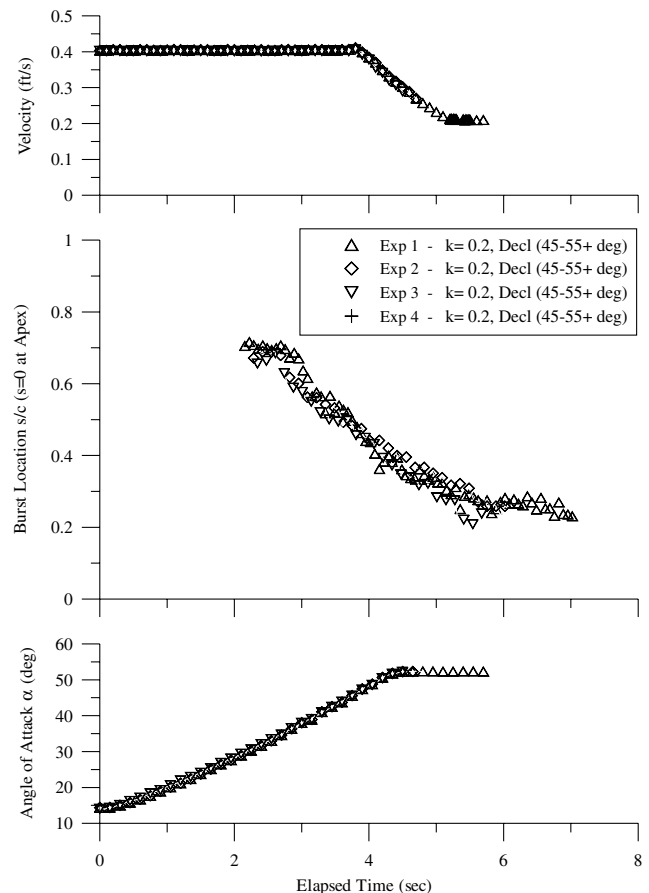 0.5
0.4
0.3
0.2
0.1
0
Velocity (ft/s)
1
0.8
0.6
0.4
0.2
0
Burst Location s/c (s=0 at Apex)
Exp 1 - k= 0.2, Decl (45-55+ deg)
Exp 2 - k= 0.2, Decl (45-55+ deg)
Exp 3 - k= 0.2, Decl (45-55+ deg)
Exp 4 - k= 0.2, Decl (45-55+ deg)
60
50
40
30
20
10
Angle of Attack α (deg)
0 2 4 6 8
Elapsed Time (sec)